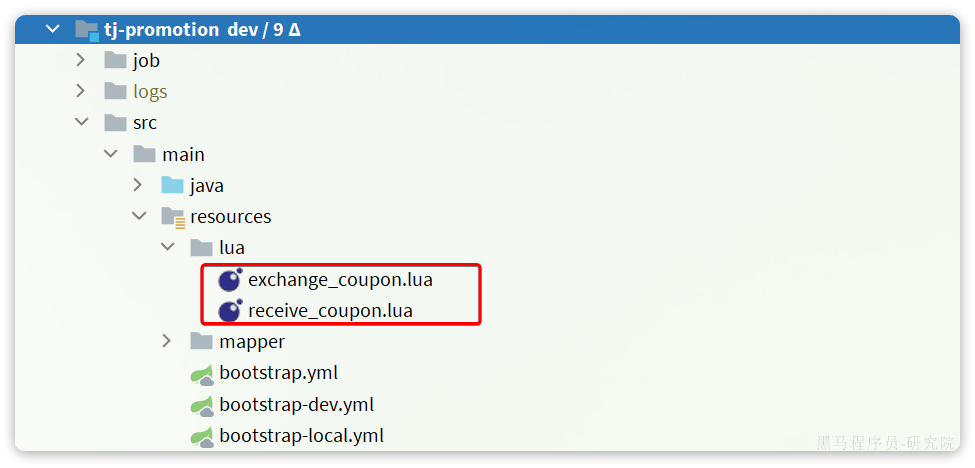 tj-promotion dev / 9 Δ
job
logs
src
main
java
resources
lua
exchange_coupon.lua
receive_coupon.lua
mapper
bootstrap.yml
bootstrap-dev.yml
bootstrap-local.yml
黑马程序员-研究院